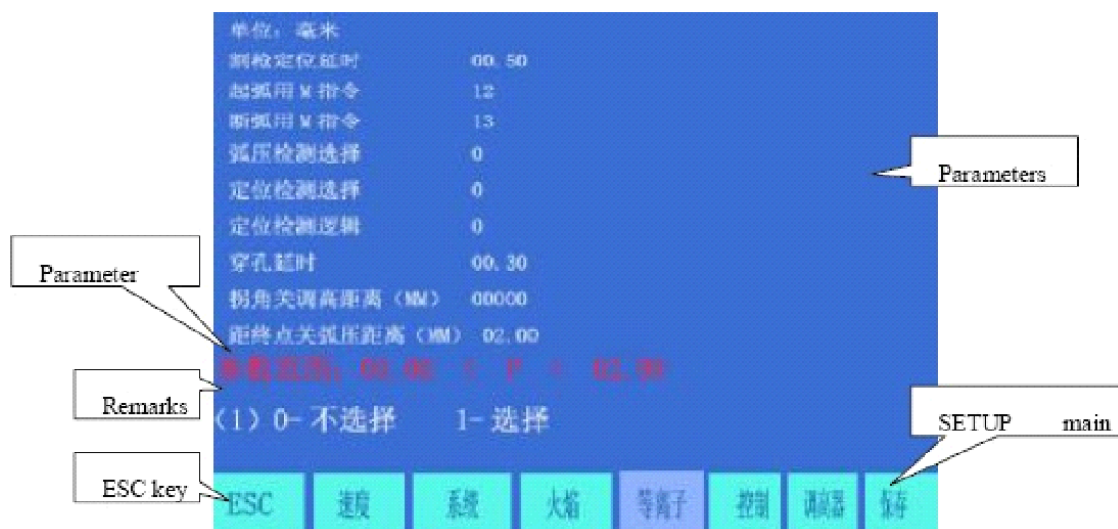 单位：毫米
割枪定位延时 00.50
起弧用M指令 12
断弧用M指令 13
弧压检测选择 0
定位检测选择 0
定位检测逻辑 0
穿孔延时 00.30
拐角关调高距离（MM） 00000
距终点关弧压距离（MM） 02.00
(1) 0- 不选择 1- 选择
ESC 速度 系统 火焰 等离子 控制 调高器 保存
Parameters
Parameter
Remarks
SETUP main
ESC key